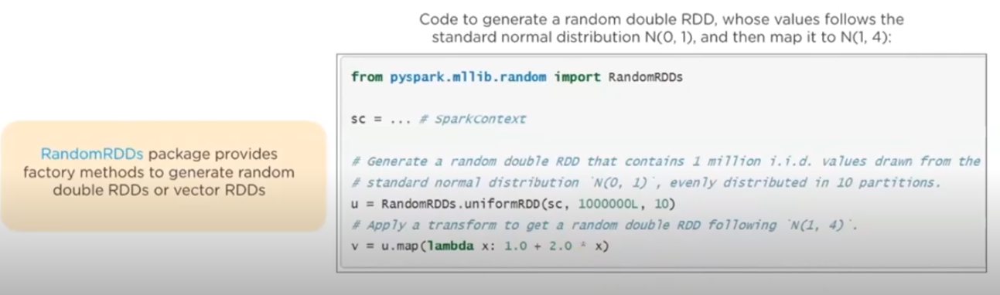 Code to generate a random double RDD, whose values follows the
standard normal distribution N(0, 1), and then map it to N(1, 4):
RandomRDDs package provides
factory methods to generate random
double RDDs or vector RDDs
from pyspark.mllib.random import RandomRDDs
sc = ... # SparkContext
# Generate a random double RDD that contains 1 million i.i.d. values drawn from the
# standard normal distribution `N(0, 1)`, evenly distributed in 10 partitions.
u = RandomRDDs.uniformRDD(sc, 1000000L, 10)
# Apply a transform to get a random double RDD following `N(1, 4)`.
v = u.map(lambda x: 1.0 + 2.0 * x)